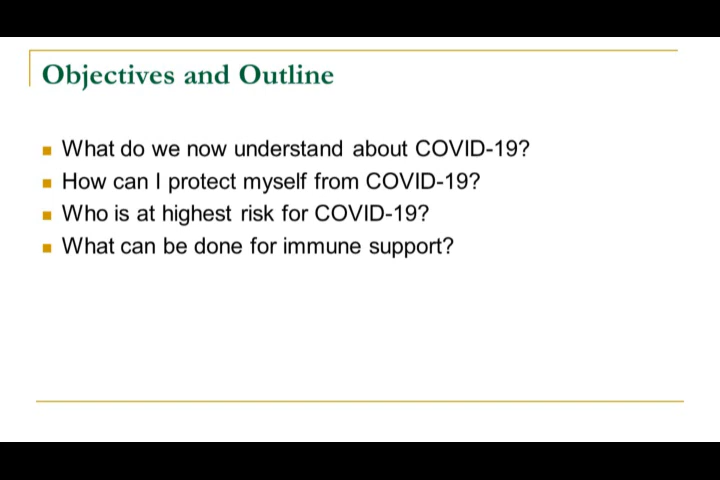 Objectives and Outline
What do we now understand about COVID-19?
How can I protect myself from COVID-19?
Who is at highest risk for COVID-19?
What can be done for immune support?